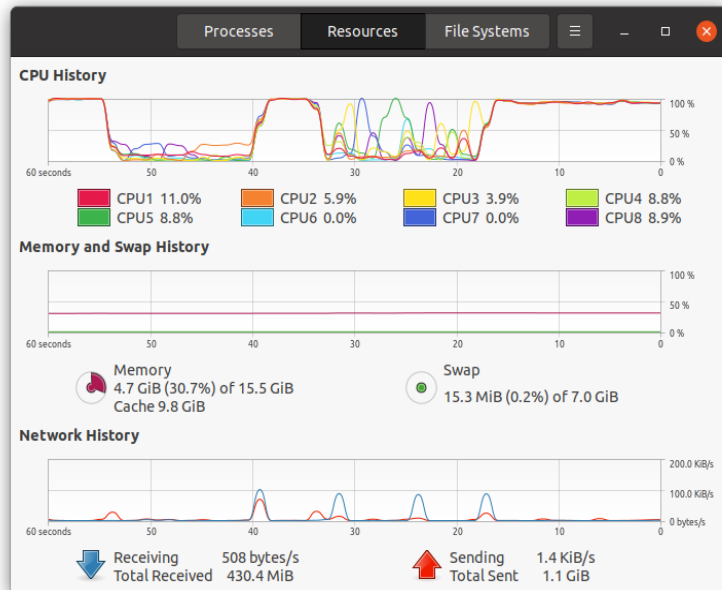 Processes Resources File Systems
CPU History
100 %
50 %
0 %
60 seconds 50 40 30 20 10 0
CPU1 11.0% CPU2 5.9% CPU3 3.9% CPU4 8.8%
CPU5 8.8% CPU6 0.0% CPU7 0.0% CPU8 8.9%
Memory and Swap History
100 %
50 %
0 %
60 seconds 50 40 30 20 10 0
Memory Swap
4.7 GiB (30.7%) of 15.5 GiB 15.3 MiB (0.2%) of 7.0 GiB
Cache 9.8 GiB
Network History
200.0 KiB/s
100.0 KiB/s
0 bytes/s
60 seconds 50 40 30 20 10 0
Receiving 508 bytes/s Sending 1.4 KiB/s
Total Received 430.4 MiB Total Sent 1.1 GiB